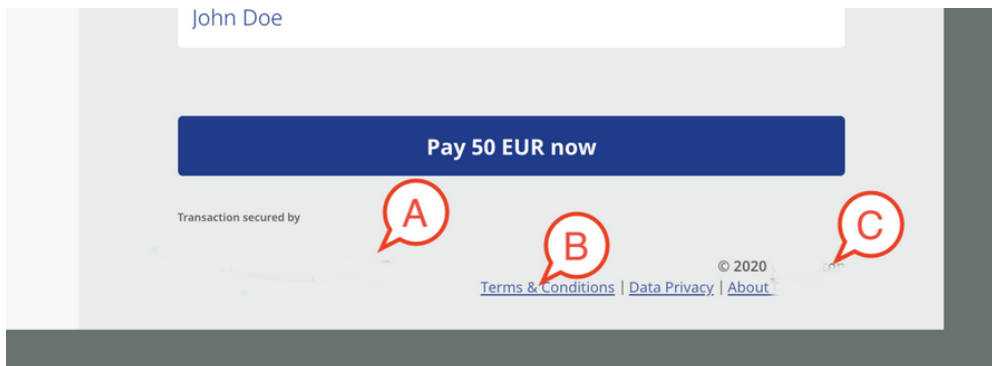 John Doe
Pay 50 EUR now
A
Transaction secured by
B
C
© 2020
Terms & Conditions | Data Privacy | About